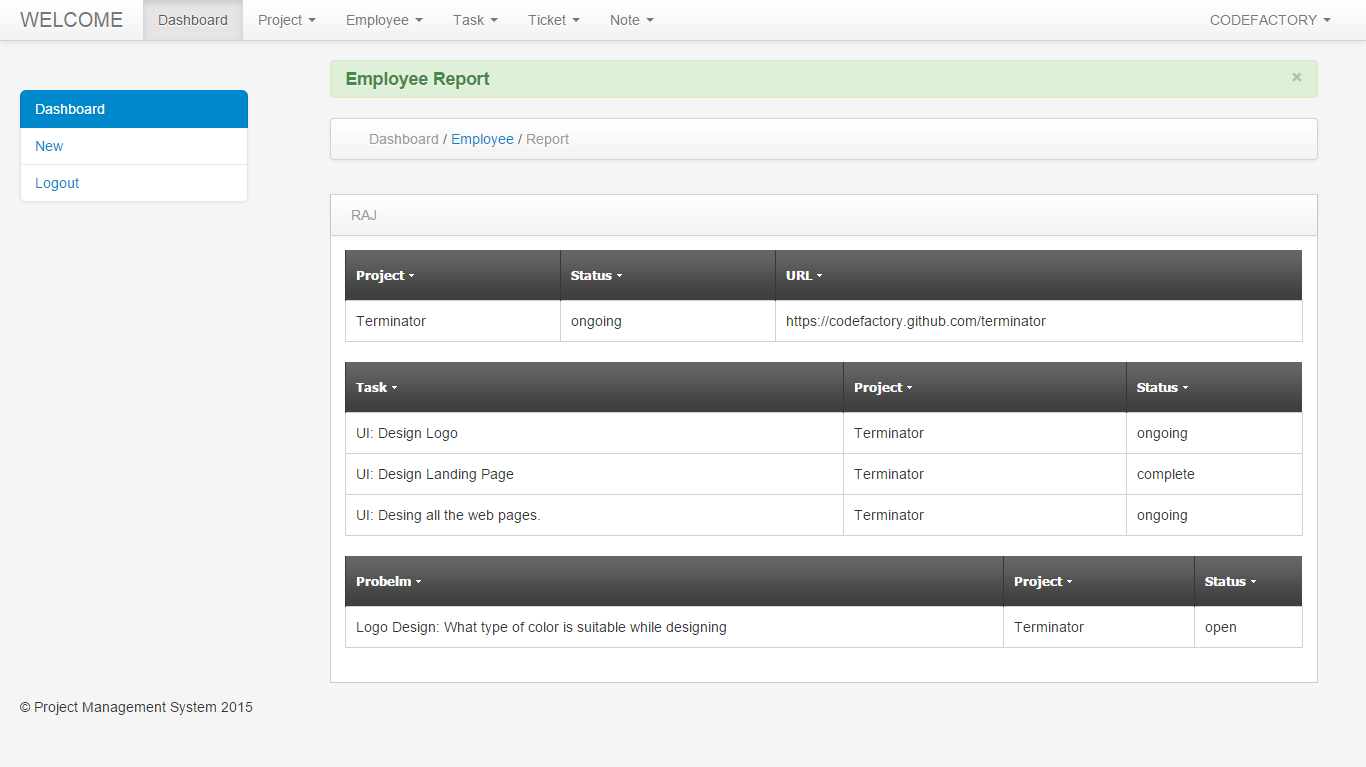 WELCOME Dashboard Project Employee Task Ticket Note CODEFACTORY
Dashboard
New
Logout
Employee Report ×
Dashboard / Employee / Report
RAJ
Project Status URL
Terminator ongoing https://codefactory.github.com/terminator
Task Project Status
UI: Design Logo Terminator ongoing
UI: Design Landing Page Terminator complete
UI: Desing all the web pages. Terminator ongoing
Probelm Project Status
Logo Design: What type of color is suitable while designing Terminator open
© Project Management System 2015